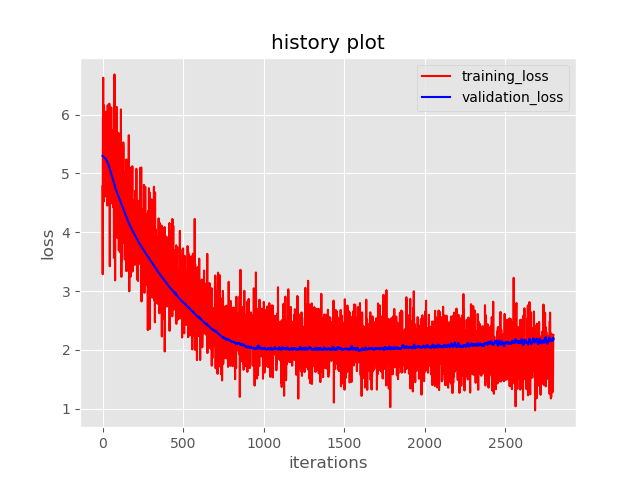 history plot
training_loss
validation_loss
6
5
4
3
2
1
loss
0 500 1000 1500 2000 2500
iterations